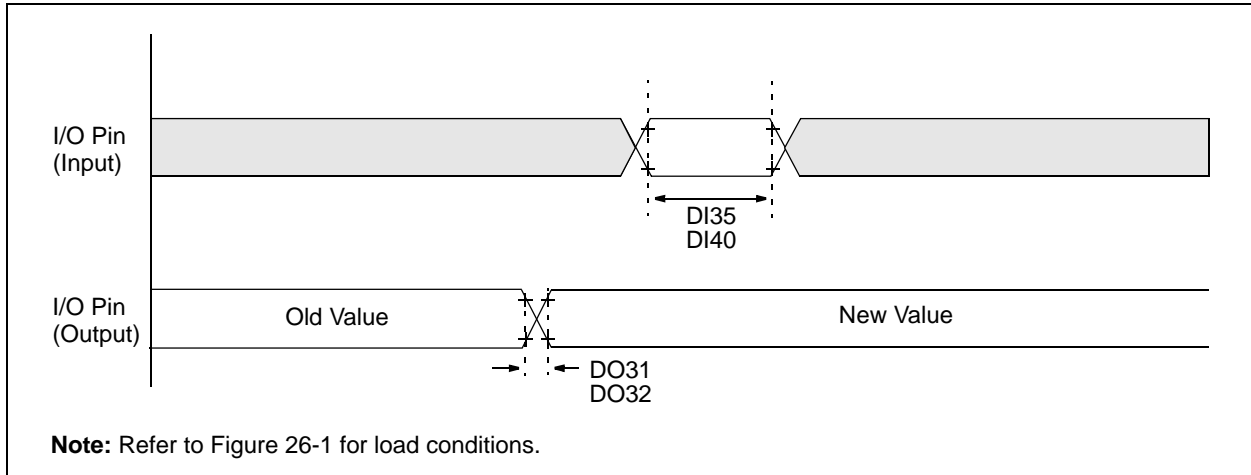 I/O Pin
(Input)
DI35
DI40
I/O Pin
(Output)
Old Value
New Value
DO31
DO32
Note: Refer to Figure 26-1 for load conditions.